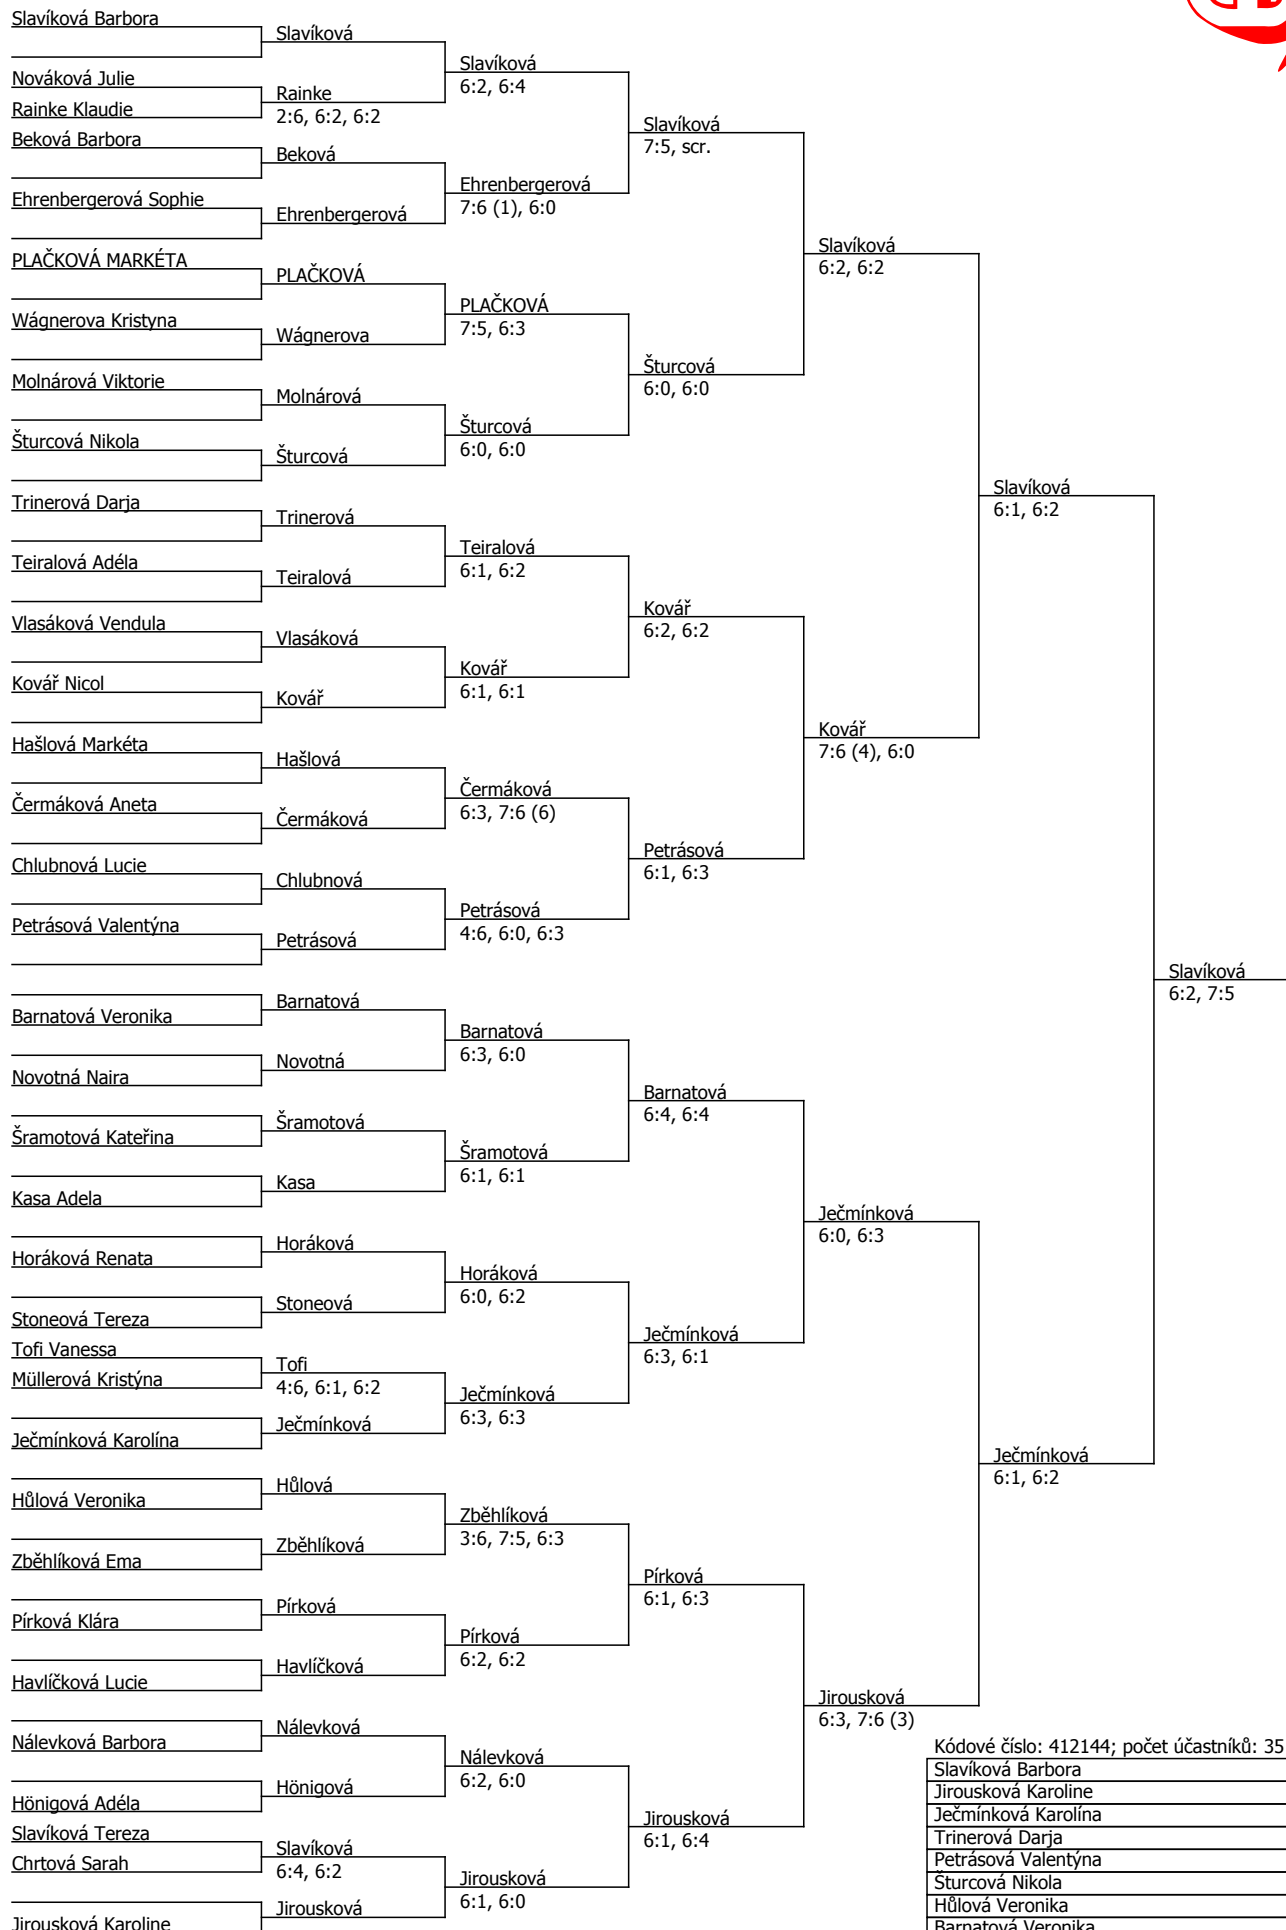 Slavíková Barbora
Slavíková
Slavíková
6:2, 6:4
Nováková Julie
Rainke
2:6, 6:2, 6:2
Rainke Klaudie
Slavíková
7:5, scr.
Beková Barbora
Beková
Ehrenbergerová
7:6 (1), 6:0
Ehrenbergerová Sophie
Ehrenbergerová
Slavíková
6:2, 6:2
PLAČKOVÁ MARKÉTA
PLAČKOVÁ
PLAČKOVÁ
7:5, 6:3
Wágnerova Kristyna
Wágnerova
Šturcová
6:0, 6:0
Molnárová Viktorie
Molnárová
Šturcová
6:0, 6:0
Šturcová Nikola
Šturcová
Slavíková
6:1, 6:2
Trinerová Darja
Trinerová
Teiralová
6:1, 6:2
Teiralová Adéla
Teiralová
Kovář
6:2, 6:2
Vlasáková Vendula
Vlasáková
Kovář
6:1, 6:1
Kovář Nicol
Kovář
Kovář
7:6 (4), 6:0
Hašlová Markéta
Hašlová
Čermáková
6:3, 7:6 (6)
Čermáková Aneta
Čermáková
Petrásová
6:1, 6:3
Chlubnová Lucie
Chlubnová
Petrásová
4:6, 6:0, 6:3
Petrásová Valentýna
Petrásová
Slavíková
6:2, 7:5
Barnatová
Barnatová Veronika
Barnatová
6:3, 6:0
Novotná
Novotná Naira
Barnatová
6:4, 6:4
Šramotová
Šramotová Kateřina
Šramotová
6:1, 6:1
Kasa
Kasa Adela
Ječmínková
6:0, 6:3
Horáková
Horáková Renata
Horáková
6:0, 6:2
Stoneová
Stoneová Tereza
Ječmínková
6:3, 6:1
Tofi Vanessa
Tofi
4:6, 6:1, 6:2
Müllerová Kristýna
Ječmínková
6:3, 6:3
Ječmínková
Ječmínková Karolína
Ječmínková
6:1, 6:2
Hůlová
Hůlová Veronika
Zběhlíková
3:6, 7:5, 6:3
Zběhlíková
Zběhlíková Ema
Pírková
6:1, 6:3
Pírková
Pírková Klára
Pírková
6:2, 6:2
Havlíčková
Havlíčková Lucie
Jirousková
6:3, 7:6 (3)
Nálevková
Nálevková Barbora
Nálevková
6:2, 6:0
Hönigová
Hönigová Adéla
Jirousková
6:1, 6:4
Slavíková Tereza
Slavíková
6:4, 6:2
Chrtová Sarah
Jirousková
6:1, 6:0
Jirousková
Jirousková Karoline
Kódové číslo: 412144; počet účastníků: 35
Slavíková Barbora
Jirousková Karoline
Ječmínková Karolína
Trinerová Darja
Petrásová Valentýna
Šturcová Nikola
Hůlová Veronika
Barnatová Veronika